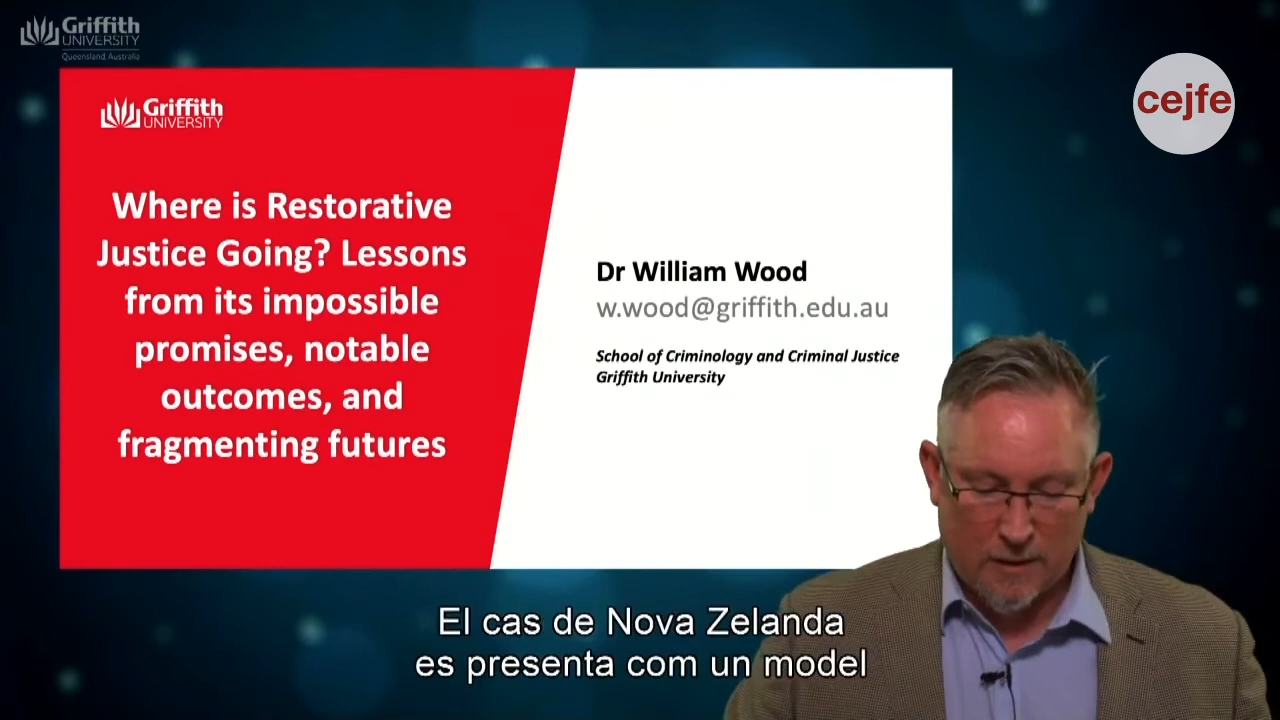 Griffith
UNIVERSITY
Queensland, Australia
cejfe
Griffith
UNIVERSITY
Where is Restorative
Justice Going? Lessons
from its impossible
promises, notable
outcomes, and
fragmenting futures
Dr William Wood
w.wood@griffith.edu.au
School of Criminology and Criminal Justice
Griffith University
El cas de Nova Zelanda
es presenta com un model